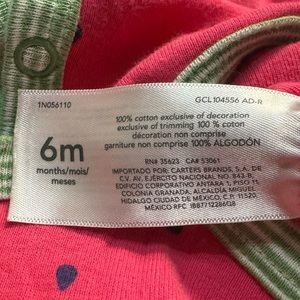 1N056110
GCL104556 AD-R
6m
months/mois/
meses
100% cotton exclusive of decoration
exclusive of trimming 100 % coton
décoration non comprise
garniture non comprise 100% ALGODÓN
RN# 35623 CA# 53061
IMPORTADO POR: CARTERS BRANDS, S.A. DE
C.V. AV. EJÉRCITO NACIONAL NO. 843-B,
EDIFICIO CORPORATIVO ANTARA 1, PISO 11,
COLONIA GRANADA, ALCALDÍA MIGUEL
HIDALGO CIUDAD DE MÉXICO C.P. 11520,
MÉXICO RFC